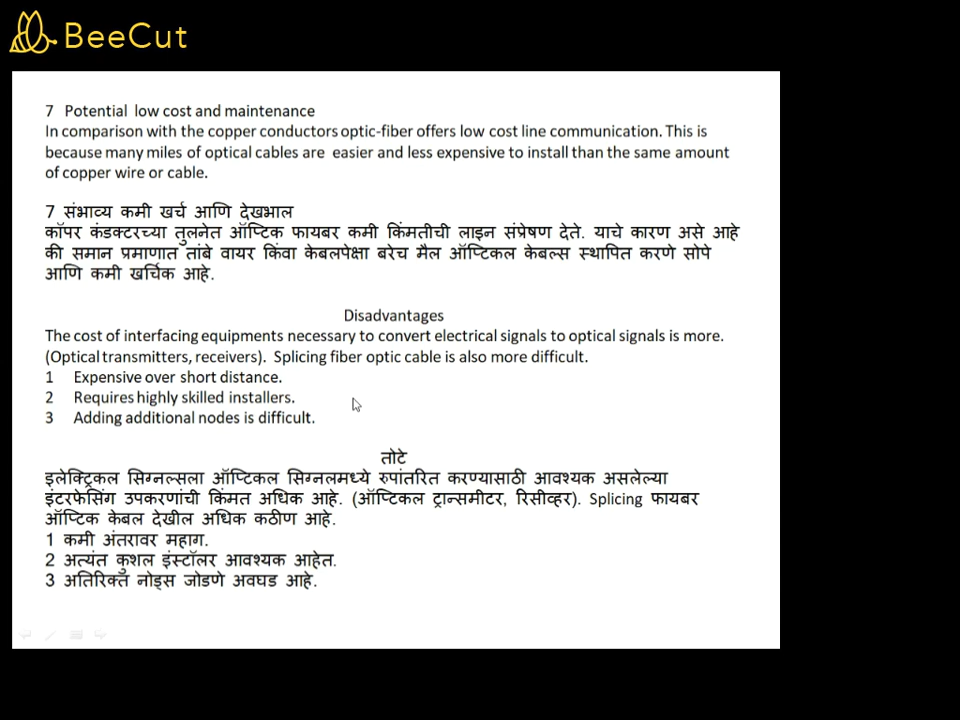 BeeCut
7 Potential low cost and maintenance
In comparison with the copper conductors optic-fiber offers low cost line communication. This is
because many miles of optical cables are easier and less expensive to install than the same amount
of copper wire or cable.
7 संभाव्य कमी खर्च आणि देखभाल
कॉपर कंडक्टरच्या तुलनेत ऑप्टिक फायबर कमी किंमतीची लाइन संप्रेषण देते. याचे कारण असे आहे
की समान प्रमाणात तांबे वायर किंवा केबलपेक्षा बरेच मैल ऑप्टिकल केबल्स स्थापित करणे सोपे
आणि कमी खर्चिक आहे.
Disadvantages
The cost of interfacing equipments necessary to convert electrical signals to optical signals is more.
(Optical transmitters, receivers). Splicing fiber optic cable is also more difficult.
1 Expensive over short distance.
2 Requires highly skilled installers.
3 Adding additional nodes is difficult.
तोटे
इलेक्ट्रिकल सिग्नल्सला ऑप्टिकल सिग्नलमध्ये रुपांतरित करण्यासाठी आवश्यक असलेल्या
इंटरफेसिंग उपकरणांची किंमत अधिक आहे. (ऑप्टिकल ट्रान्समीटर, रिसीव्हर). Splicing फायबर
ऑप्टिक केबल देखील अधिक कठीण आहे.
1 कमी अंतरावर महाग.
2 अत्यंत कुशल इंस्टॉलर आवश्यक आहेत.
3 अतिरिक्त नोड्स जोडणे अवघड आहे.